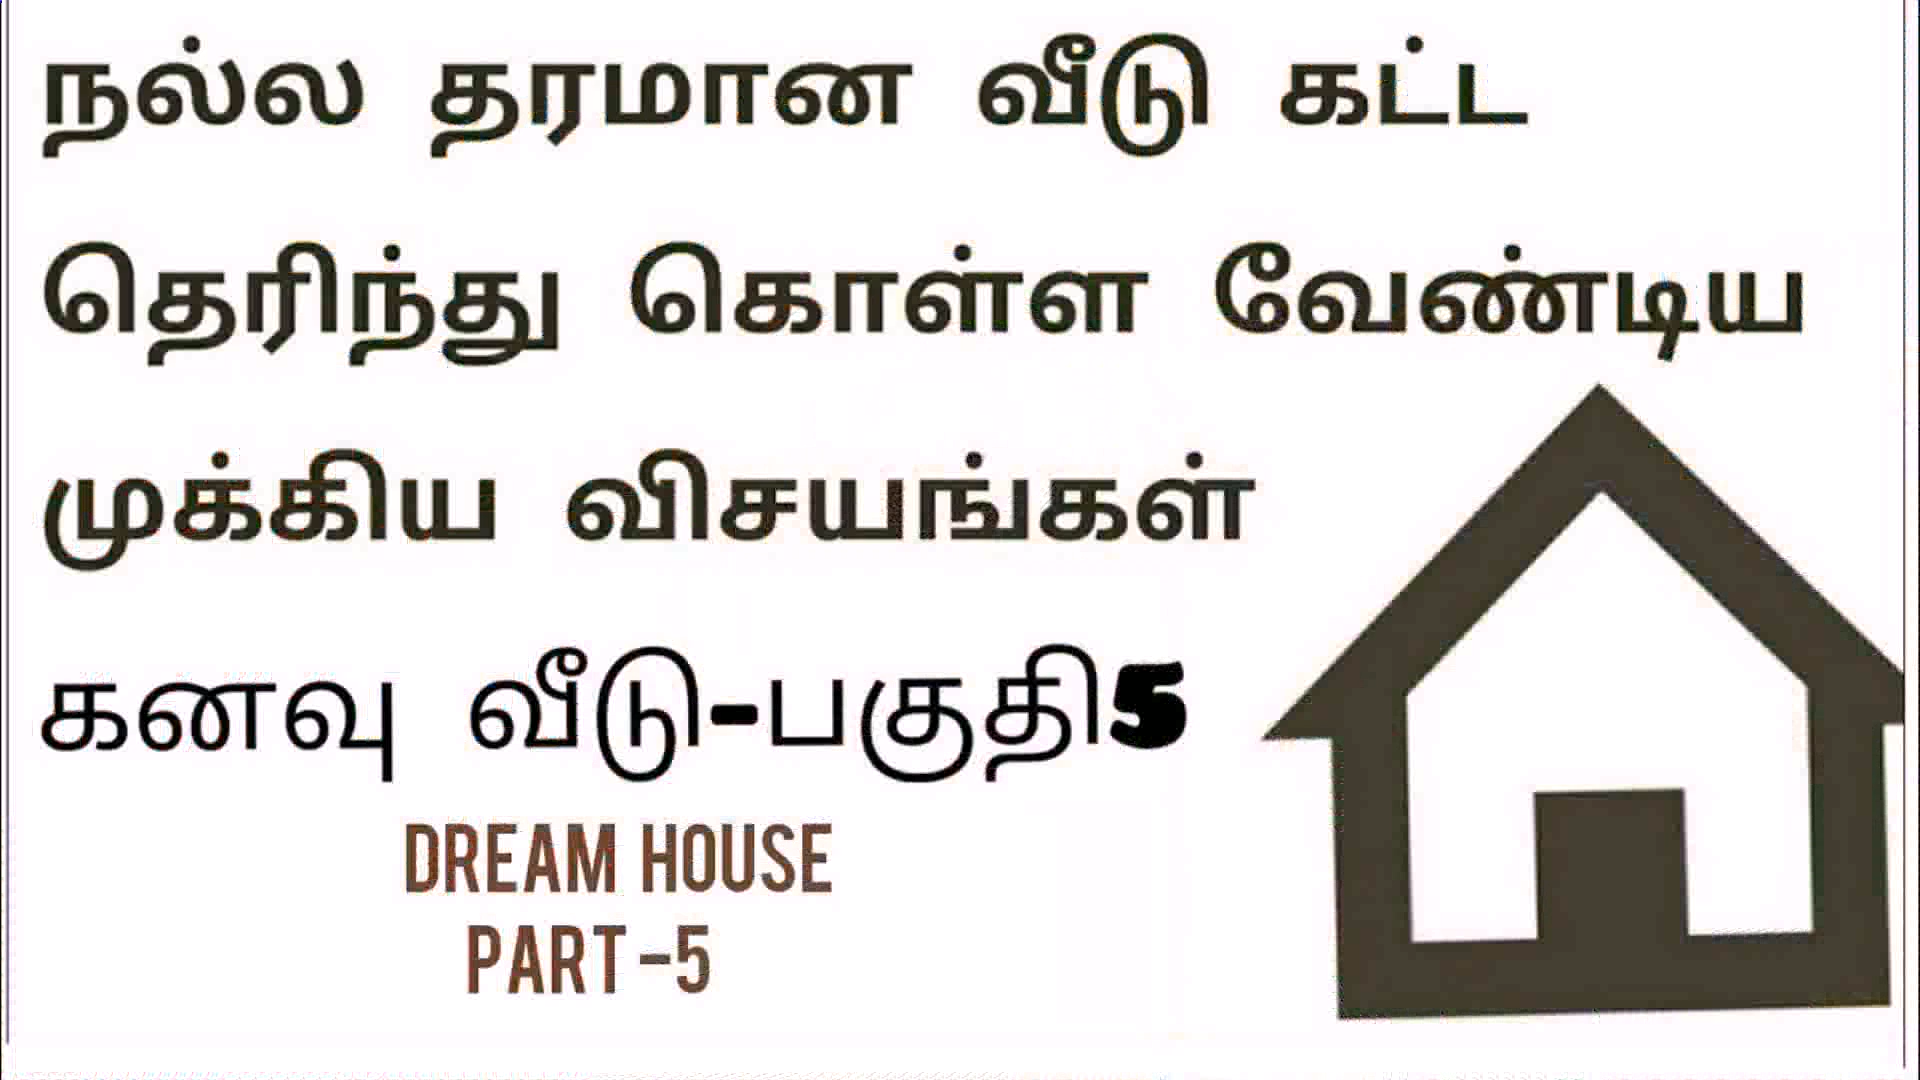 நல்ல தரமான வீடு கட்ட
தெரிந்து கொள்ள வேண்டிய
முக்கிய விசயங்கள்
கனவு வீடு-பகுதி5
DREAM HOUSE
PART -5